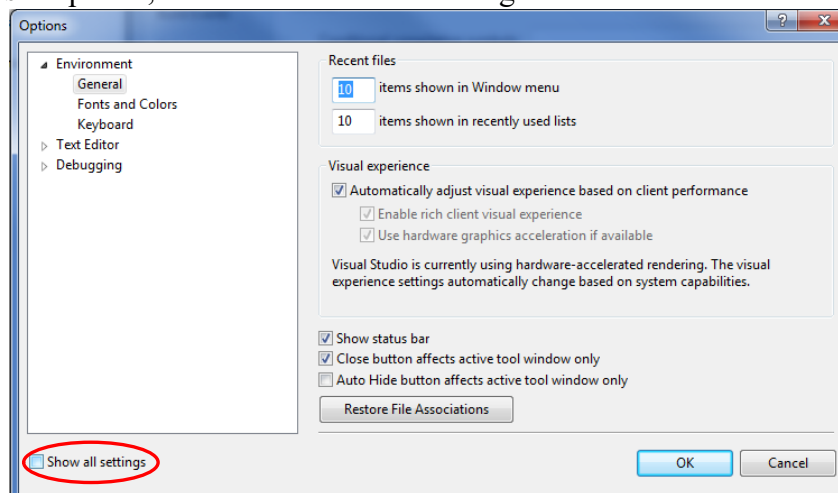 Options
Environment
General
Fonts and Colors
Keyboard
Text Editor
Debugging
Recent files
10 items shown in Window menu
10 items shown in recently used lists
Visual experience
Automatically adjust visual experience based on client performance
Enable rich client visual experience
Use hardware graphics acceleration if available
Visual Studio is currently using hardware-accelerated rendering. The visual
experience settings automatically change based on system capabilities.
Show status bar
Close button affects active tool window only
Auto Hide button affects active tool window only
Restore File Associations
Show all settings
OK Cancel